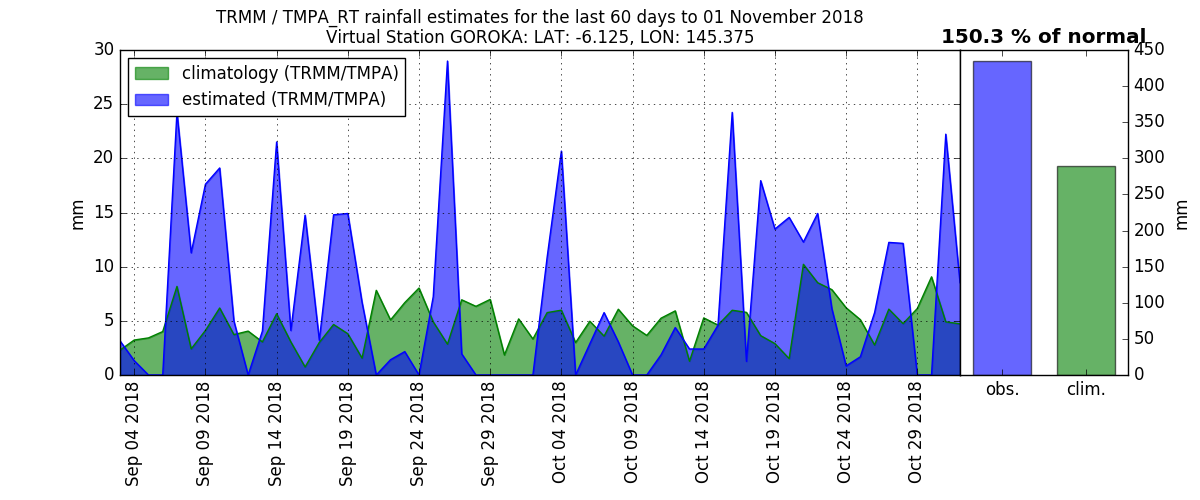 TRMM / TMPA_RT rainfall estimates for the last 60 days to 01 November 2018
Virtual Station GOROKA: LAT: -6.125, LON: 145.375
150.3 % of normal
climatology (TRMM/TMPA)
estimated (TRMM/TMPA)
mm
30
25
20
15
10
5
0
Sep 04 2018
Sep 09 2018
Sep 14 2018
Sep 19 2018
Sep 24 2018
Sep 29 2018
Oct 04 2018
Oct 09 2018
Oct 14 2018
Oct 19 2018
Oct 24 2018
Oct 29 2018
obs.
clim.
450
400
350
300
250
200
150
100
50
0
mm